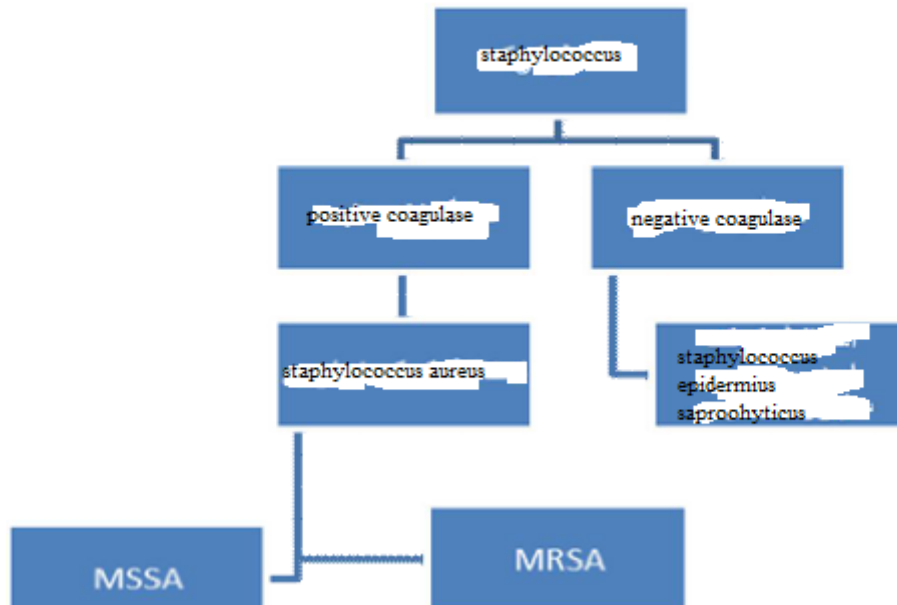 staphylococcus
positive coagulase
negative coagulase
staphylococcus aureus
staphylococcus
epidermius
saproohyticus
MSSA
MRSA